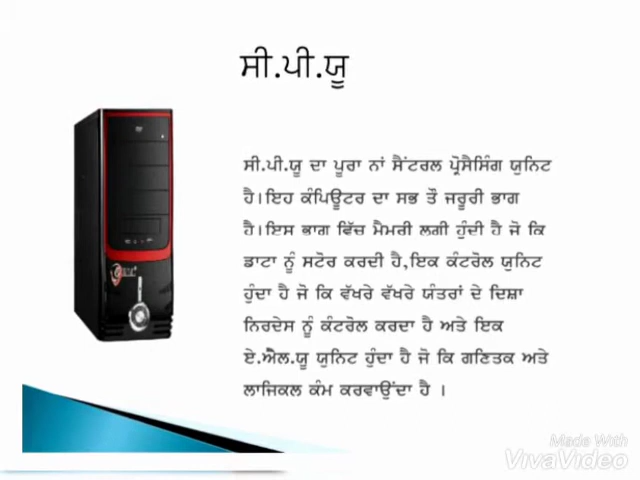 ਸੀ.ਪੀ.ਯੂ
ਸੀ.ਪੀ.ਯੂ ਦਾ ਪੂਰਾ ਨਾਂ ਸੈਂਟਰਲ ਪ੍ਰੋਸੈਸਿੰਗ ਯੁਨਿਟ
ਹੈ।ਇਹ ਕੰਪਿਊਟਰ ਦਾ ਸਭ ਤੌ ਜਰੂਰੀ ਭਾਗ
ਹੈ।ਇਸ ਭਾਗ ਵਿੱਚ ਮੈਮਰੀ ਲਗੀ ਹੁੰਦੀ ਹੈ ਜੋ ਕਿ
ਡਾਟਾ ਨੂੰ ਸਟੋਰ ਕਰਦੀ ਹੈ,ਇਕ ਕੰਟਰੋਲ ਯੁਨਿਟ
ਹੁੰਦਾ ਹੈ ਜੋ ਕਿ ਵੱਖਰੇ ਵੱਖਰੇ ਯੰਤਰਾਂ ਦੇ ਦਿਸ਼ਾ
ਨਿਰਦੇਸ ਨੂੰ ਕੰਟਰੋਲ ਕਰਦਾ ਹੈ ਅਤੇ ਇਕ
ਏ.ਐਲ.ਯੂ ਯੁਨਿਟ ਹੁੰਦਾ ਹੈ ਜੋ ਕਿ ਗਣਿਤਕ ਅਤੇ
ਲਾਜਿਕਲ ਕੰਮ ਕਰਵਾਉਂਦਾ ਹੈ ।
Made With
VivaVideo